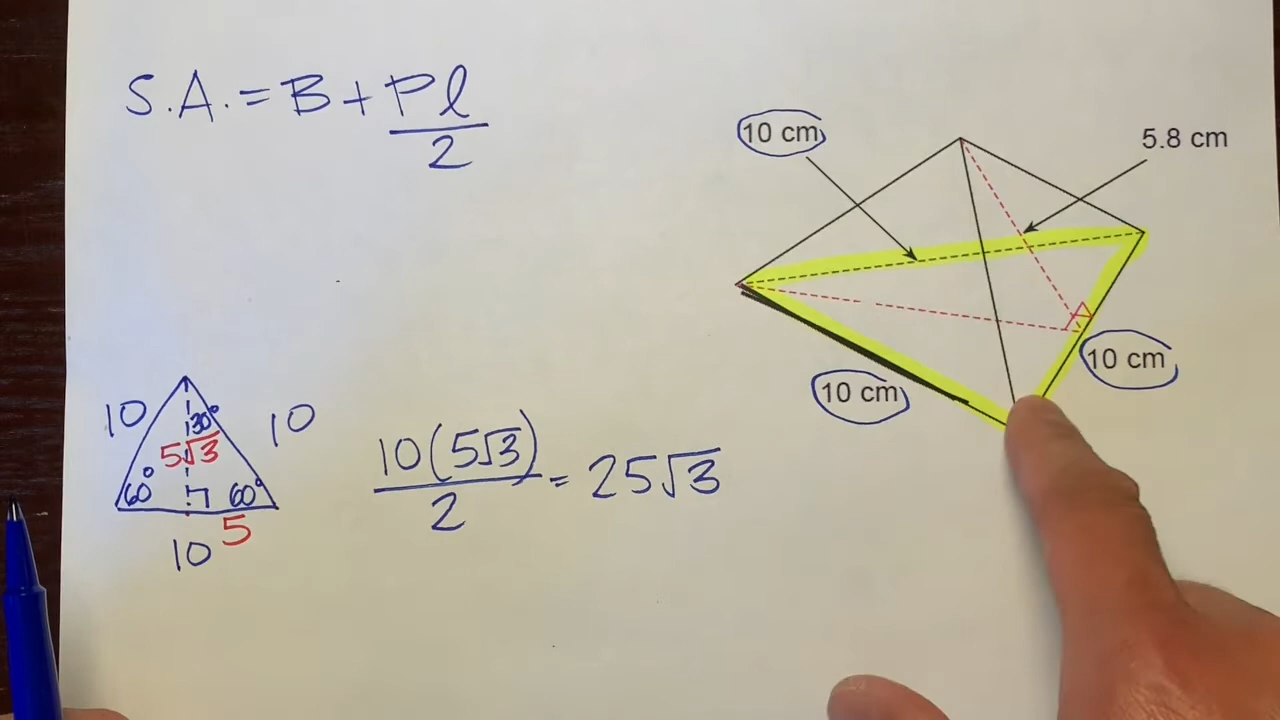 S.A. = B + Pl/2
10 cm
5.8 cm
10 cm
10 cm
10
30°
10
5√3
60°
60°
5
10
10(5√3)/2 = 25√3